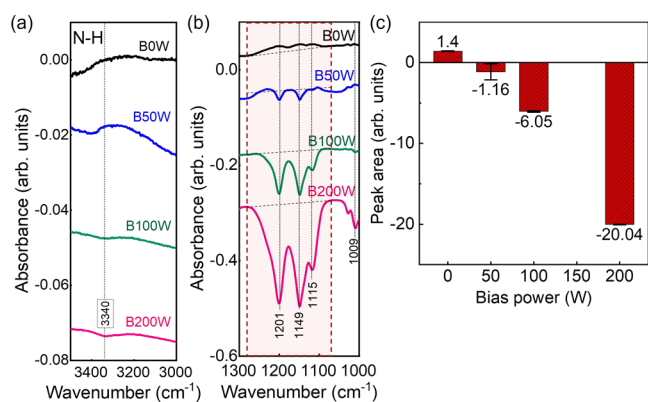 (a)
N-H
B0W
B50W
B100W
B200W
3340
0.00
-0.02
-0.04
-0.06
-0.08
3400 3200 3000
Wavenumber (cm-1)
Absorbance (arb. units)
(b)
B0W
B50W
B100W
B200W
1201
1149
1115
1009
0.0
-0.2
-0.4
-0.6
1300 1200 1100 1000
Wavenumber (cm-1)
Absorbance (arb. units)
(c)
1.4
-1.16
-6.05
-20.04
0
-10
-20
0 50 100 150 200
Bias power (W)
Peak area (arb. units)